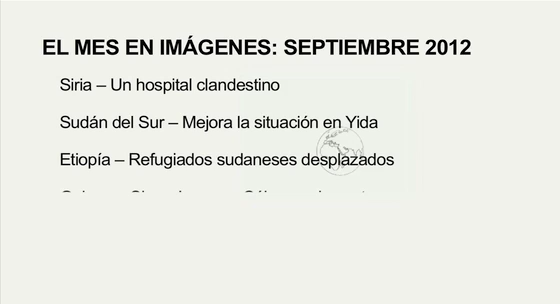 EL MES EN IMÁGENES: SEPTIEMBRE 2012
Siria – Un hospital clandestino
Sudán del Sur – Mejora la situación en Yida
Etiopía – Refugiados sudaneses desplazados